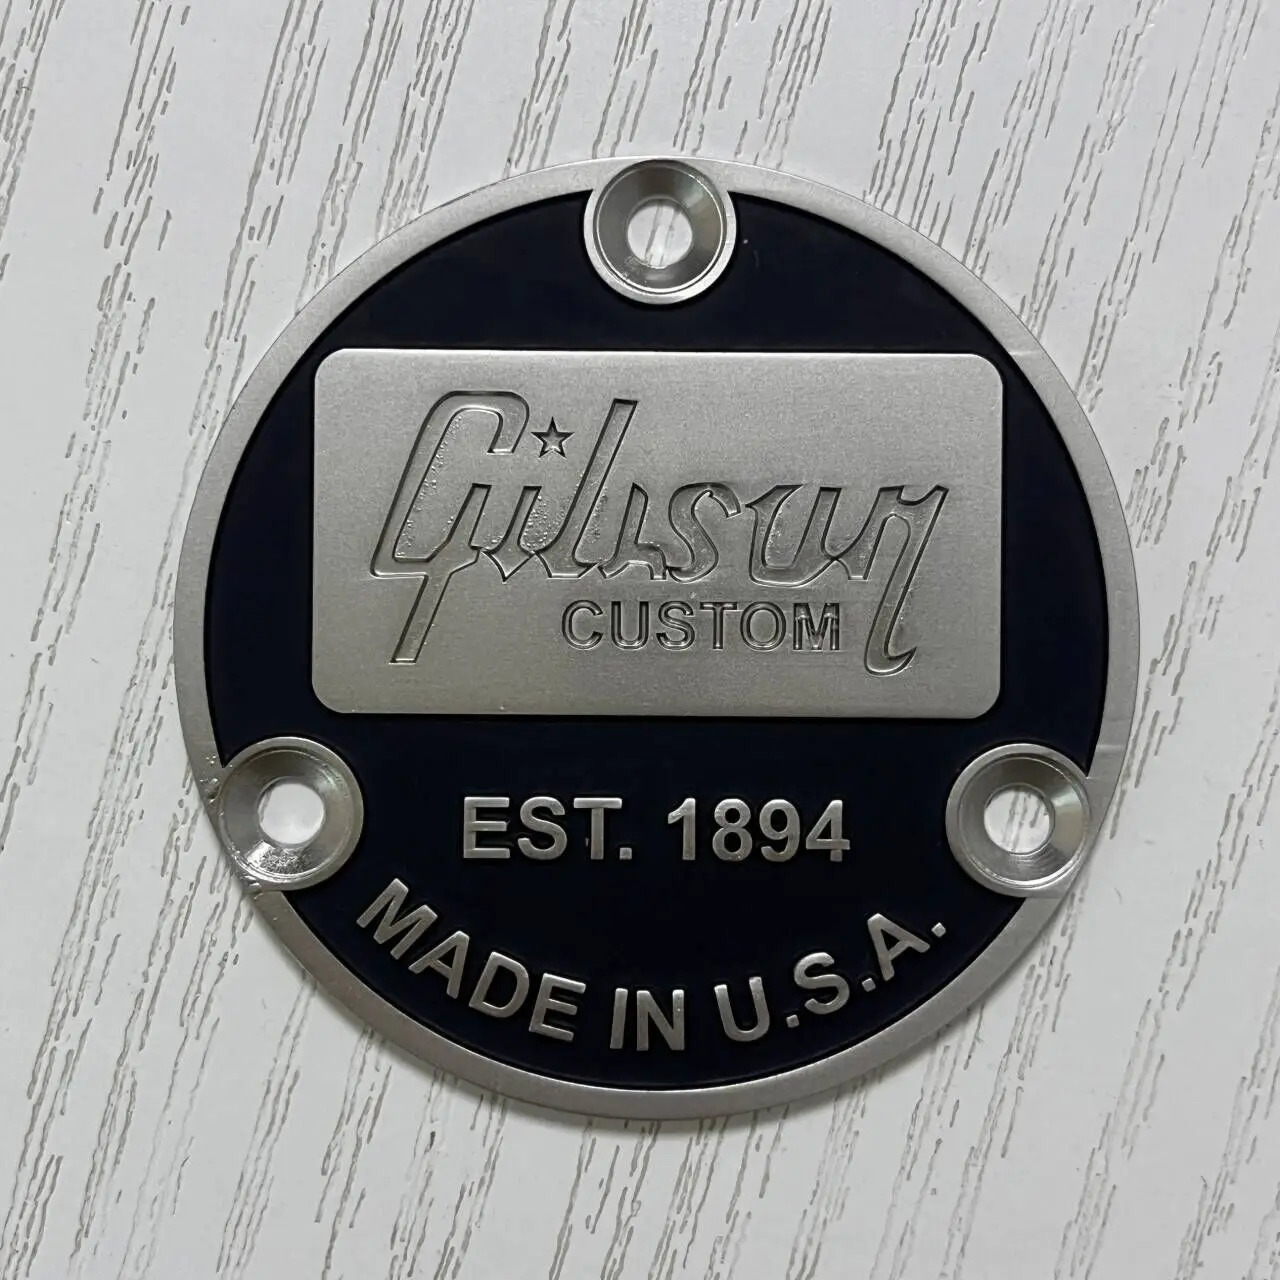 Gibson
CUSTOM
EST. 1894
MADE IN U.S.A.